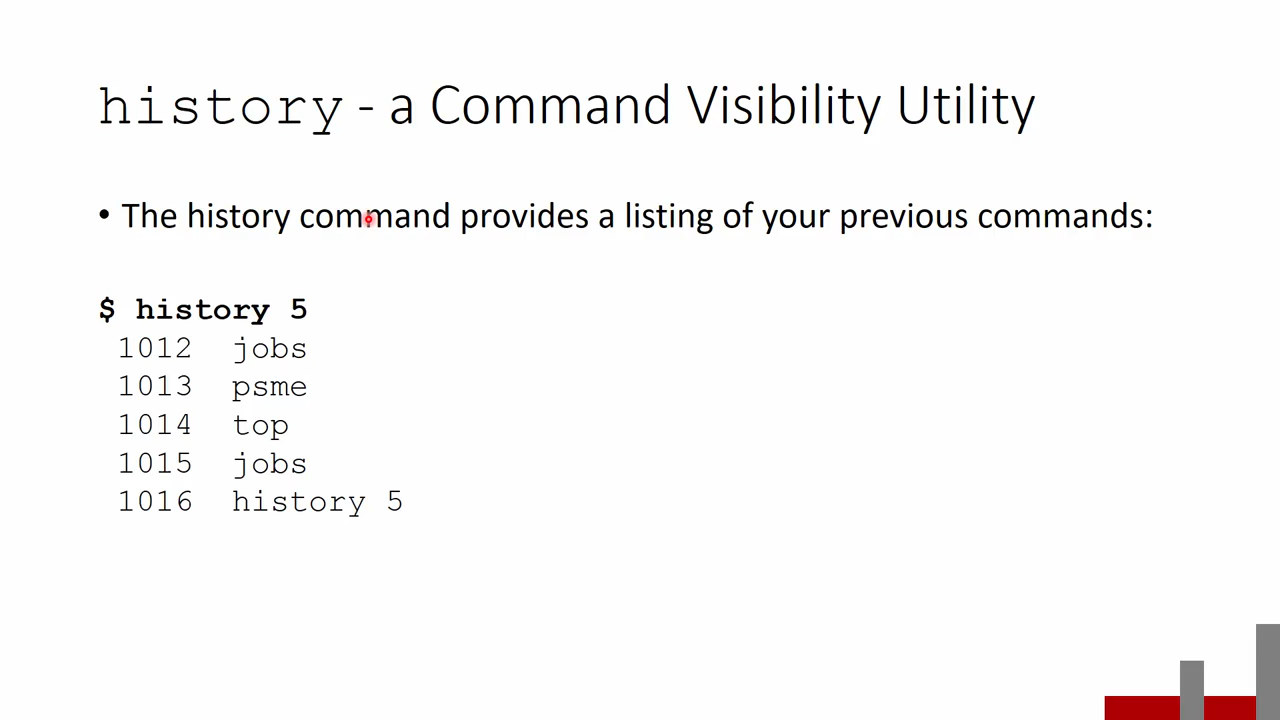 history - a Command Visibility Utility
• The history command provides a listing of your previous commands:
$ history 5
1012 jobs
1013 psme
1014 top
1015 jobs
1016 history 5